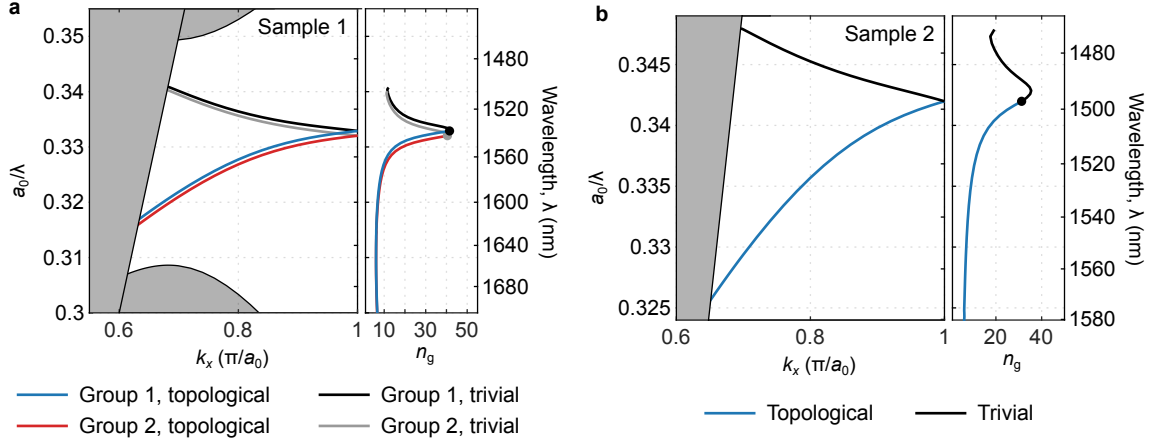 a
Sample 1
0.35
0.34
0.33
0.32
0.31
0.3
a₀/λ
0.6
0.8
1
kₓ (π/a₀)
10
30
50
n_g
1480
1520
1560
1600
1640
1680
Wavelength, λ (nm)
Group 1, topological
Group 1, trivial
Group 2, topological
Group 2, trivial
b
Sample 2
0.345
0.34
0.335
0.33
0.325
a₀/λ
0.6
0.8
1
kₓ (π/a₀)
20
40
n_g
1480
1500
1520
1540
1560
1580
Wavelength, λ (nm)
Topological
Trivial